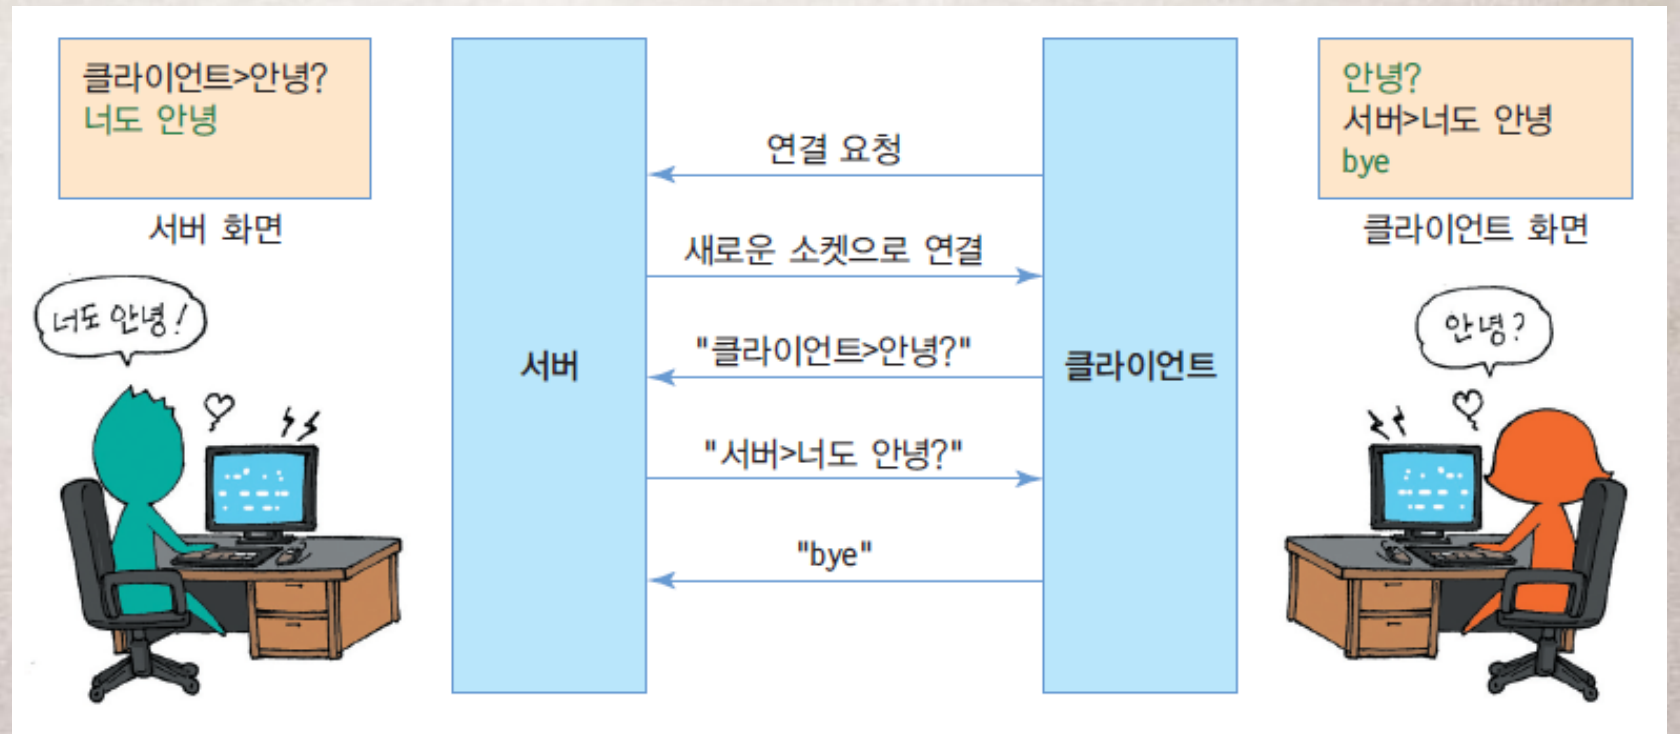 클라이언트>안녕?
너도 안녕
서버 화면
너도 안녕!
서버
연결 요청
새로운 소켓으로 연결
"클라이언트>안녕?"
"서버>너도 안녕?"
"bye"
클라이언트
안녕?
서버>너도 안녕
bye
클라이언트 화면
안녕?